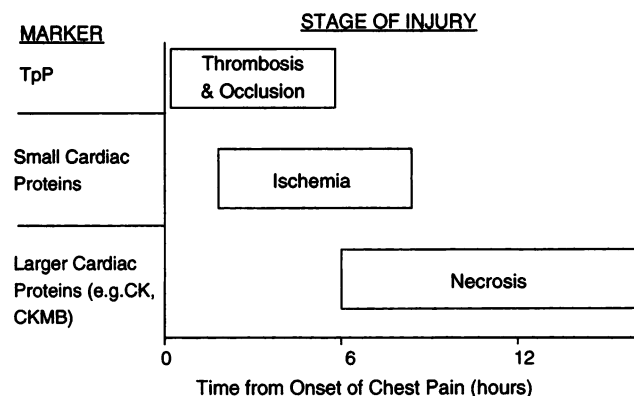 MARKER
STAGE OF INJURY
TpP
Thrombosis
& Occlusion
Small Cardiac
Proteins
Ischemia
Larger Cardiac
Proteins (e.g.CK,
CKMB)
Necrosis
0
6
12
Time from Onset of Chest Pain (hours)